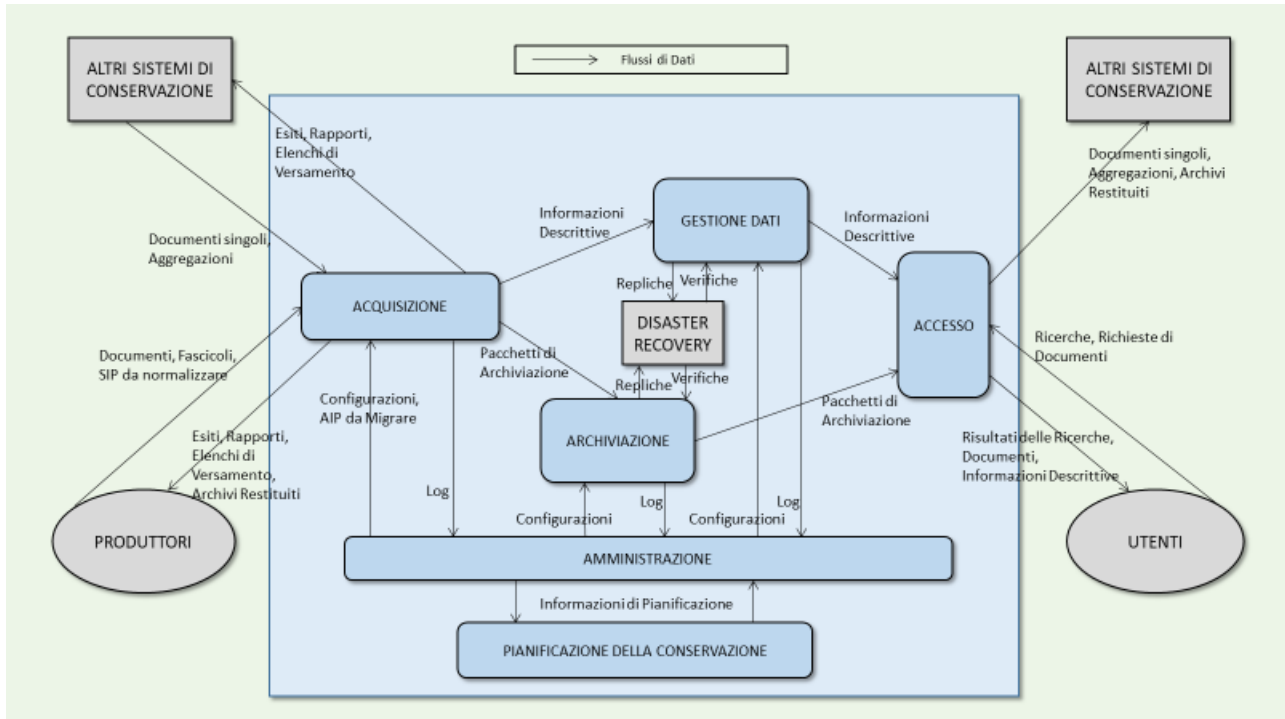 ALTRI SISTEMI DI
CONSERVAZIONE
Flussi di Dati
ALTRI SISTEMI DI
CONSERVAZIONE
Esiti, Rapporti,
Elenchi di
Versamento
Documenti singoli,
Aggregazioni, Archivi
Restituiti
Documenti singoli,
Aggregazioni
Informazioni
Descrittive
GESTIONE DATI
Informazioni
Descrittive
Repliche
Verifiche
ACQUISIZIONE
DISASTER
RECOVERY
ACCESSO
Ricerche, Richieste di
Documenti
Documenti, Fascicoli,
SIP da normalizzare
Pacchetti di
Archiviazione
Repliche
Verifiche
Configurazioni,
AIP da Migrare
Pacchetti di
Archiviazione
ARCHIVIAZIONE
Esiti, Rapporti,
Elenchi di
Versamento,
Archivi Restituiti
Risultati delle Ricerche,
Documenti,
Informazioni Descrittive
Log
Log
Log
Configurazioni
Configurazioni
PRODUTTORI
UTENTI
AMMINISTRAZIONE
Informazioni di Pianificazione
PIANIFICAZIONE DELLA CONSERVAZIONE